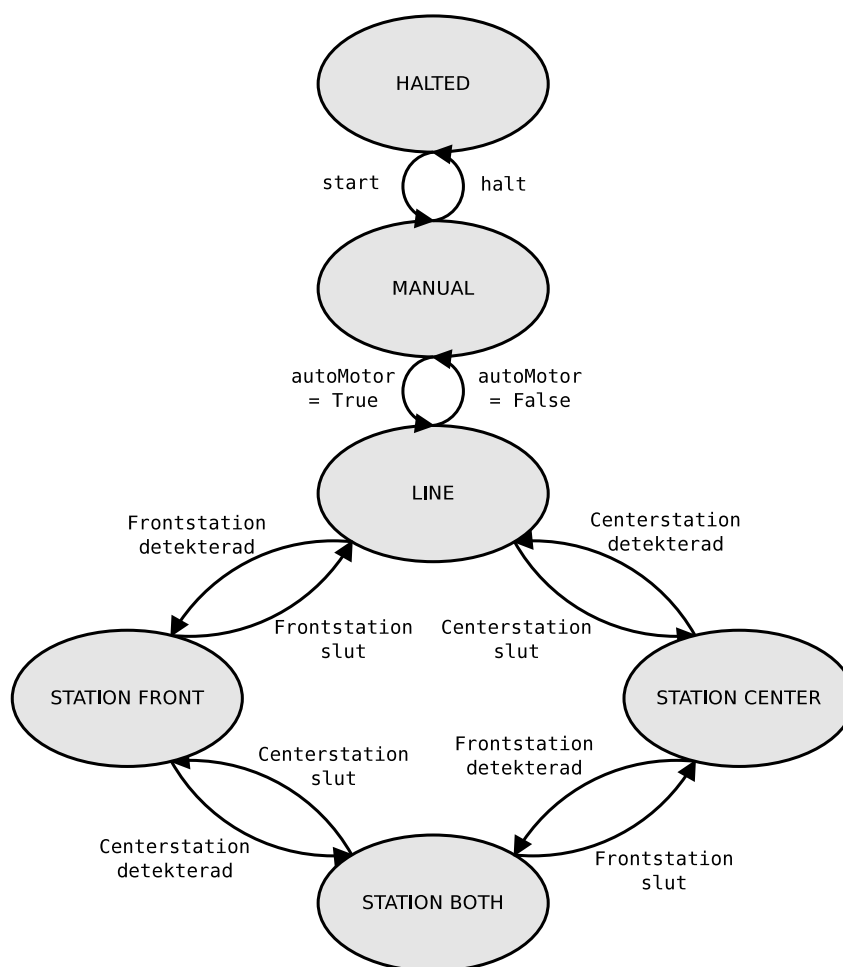 HALTED
start
halt
MANUAL
autoMotor
= True
autoMotor
= False
LINE
Frontstation
detekterad
Centerstation
detekterad
Frontstation
slut
Centerstation
slut
STATION FRONT
STATION CENTER
Centerstation
slut
Frontstation
detekterad
Centerstation
detekterad
Frontstation
slut
STATION BOTH